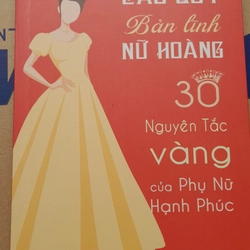 Bản lĩnh
NỮ HOÀNG
30
Nguyên Tắc
vàng
của Phụ Nữ
Hạnh Phúc